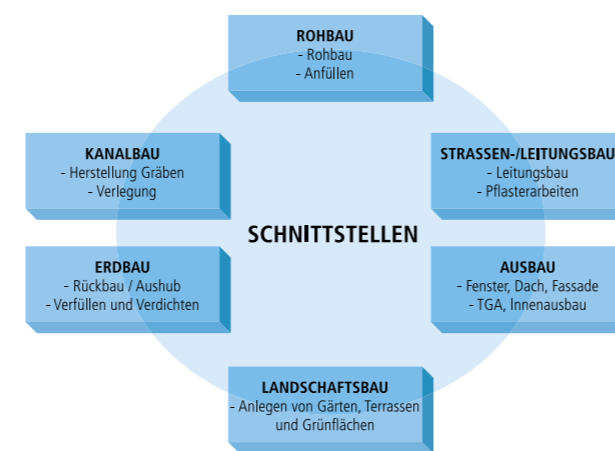 ROHBAU
- Rohbau
- Anfüllen
KANALBAU
- Herstellung Gräben
- Verlegung
STRASSEN-/LEITUNGSBAU
- Leitungsbau
- Pflasterarbeiten
SCHNITTSTELLEN
ERDBAU
- Rückbau / Aushub
- Verfüllen und Verdichten
AUSBAU
- Fenster, Dach, Fassade
- TGA, Innenausbau
LANDSCHAFTSBAU
- Anlegen von Gärten, Terrassen
und Grünflächen